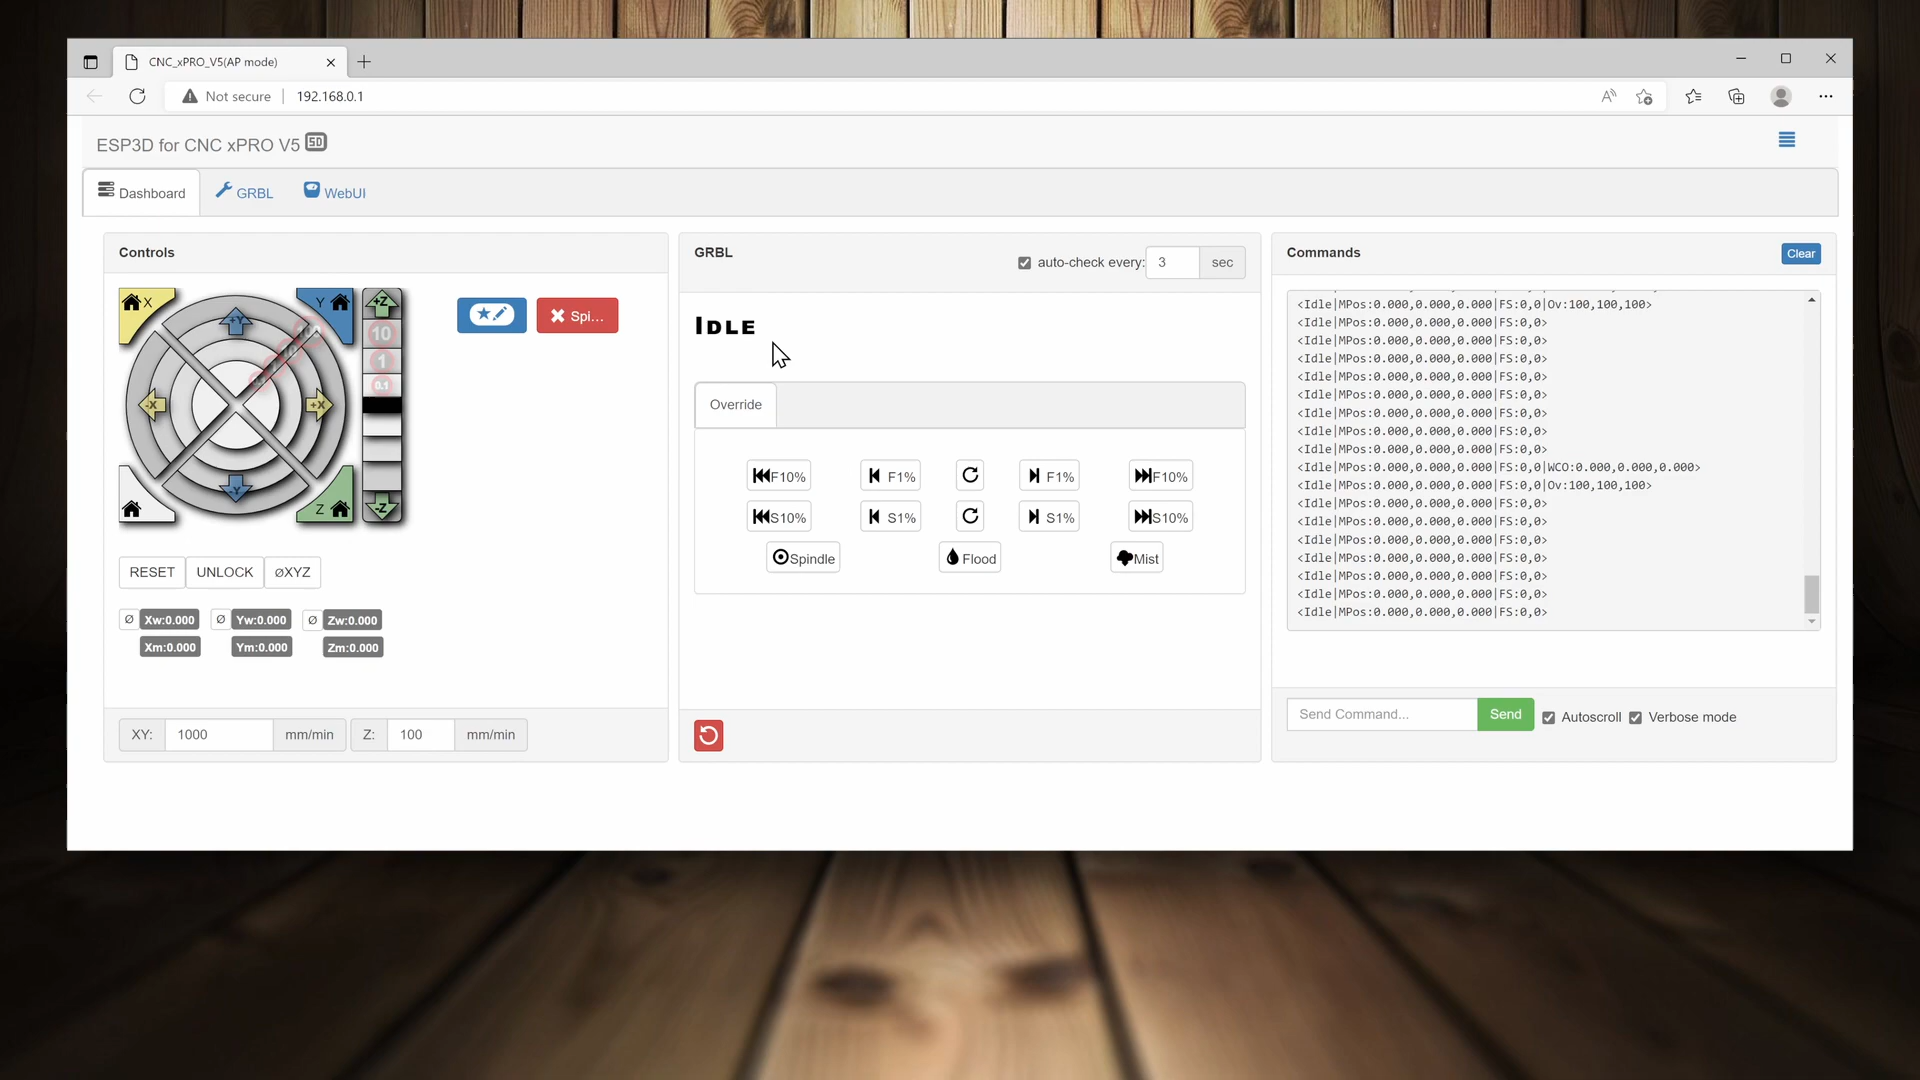 CNC_xPRO_V5(AP mode)
Not secure
192.168.0.1
ESP3D for CNC xPRO V5 SD
Dashboard
GRBL
WebUI
Controls
X
Y
+Y
-X
+X
-Y
Z
+Z
10
1
0.1
-Z
Spi...
RESET
UNLOCK
ØXYZ
Ø Xw:0.000 Ø Yw:0.000 Ø Zw:0.000
Xm:0.000 Ym:0.000 Zm:0.000
XY: 1000 mm/min Z: 100 mm/min
GRBL
auto-check every: 3 sec
Idle
Override
F10% F1% F1% F10%
S10% S1% S1% S10%
Spindle Flood Mist
Commands
Clear
<Idle|MPos:0.000,0.000,0.000|FS:0,0|Ov:100,100,100>
<Idle|MPos:0.000,0.000,0.000|FS:0,0>
<Idle|MPos:0.000,0.000,0.000|FS:0,0>
<Idle|MPos:0.000,0.000,0.000|FS:0,0>
<Idle|MPos:0.000,0.000,0.000|FS:0,0>
<Idle|MPos:0.000,0.000,0.000|FS:0,0>
<Idle|MPos:0.000,0.000,0.000|FS:0,0>
<Idle|MPos:0.000,0.000,0.000|FS:0,0>
<Idle|MPos:0.000,0.000,0.000|FS:0,0>
<Idle|MPos:0.000,0.000,0.000|FS:0,0|WCO:0.000,0.000,0.000>
<Idle|MPos:0.000,0.000,0.000|FS:0,0|Ov:100,100,100>
<Idle|MPos:0.000,0.000,0.000|FS:0,0>
<Idle|MPos:0.000,0.000,0.000|FS:0,0>
<Idle|MPos:0.000,0.000,0.000|FS:0,0>
<Idle|MPos:0.000,0.000,0.000|FS:0,0>
<Idle|MPos:0.000,0.000,0.000|FS:0,0>
<Idle|MPos:0.000,0.000,0.000|FS:0,0>
<Idle|MPos:0.000,0.000,0.000|FS:0,0>
Send Command... Send Autoscroll Verbose mode